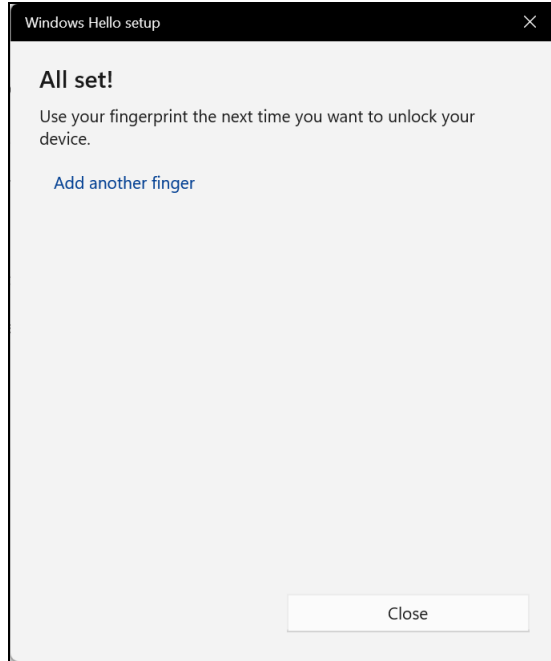 Windows Hello setup
All set!
Use your fingerprint the next time you want to unlock your
device.
Add another finger
Close